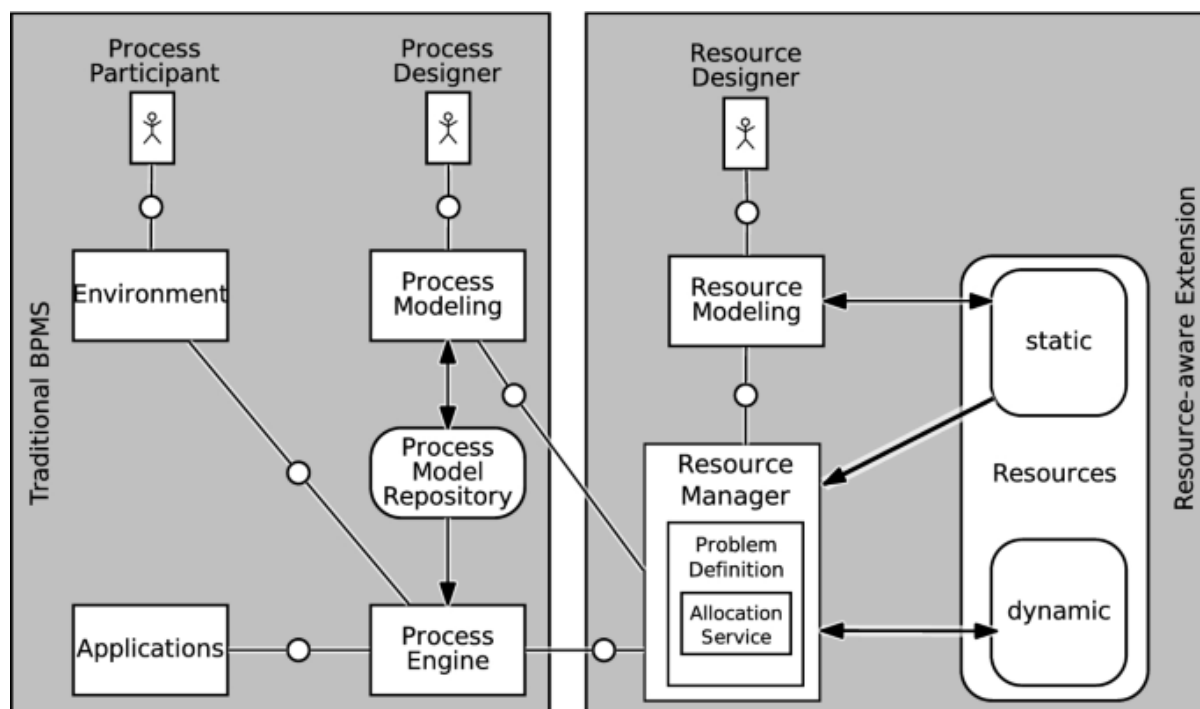 Process
Participant
Process
Designer
Environment
Process
Modeling
Process
Model
Repository
Applications
Process
Engine
Traditional BPMS
Resource
Designer
Resource
Modeling
Resource
Manager
Problem
Definition
Allocation
Service
static
Resources
dynamic
Resource-aware Extension